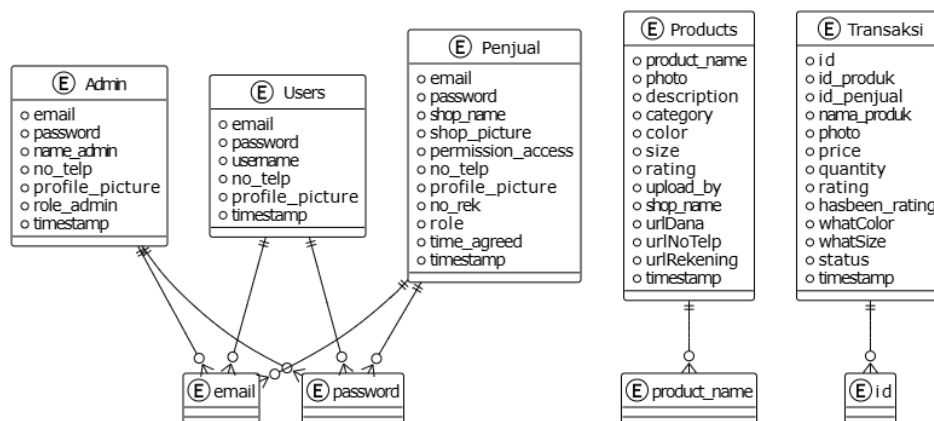 E Admin
email
password
name_admin
no_telp
profile_picture
role_admin
timestamp
E Users
email
password
username
no_telp
profile_picture
timestamp
E Penjual
email
password
shop_name
shop_picture
permission_access
no_telp
profile_picture
no_rek
role
time_agreed
timestamp
E Products
product_name
photo
description
category
color
size
rating
upload_by
shop_name
urlDana
urlNoTelp
urlRekening
timestamp
E Transaksi
id
id_produk
id_penjual
nama_produk
photo
price
quantity
rating
hasbeen_rating
whatColor
whatSize
status
timestamp
E email
E password
E product_name
E id